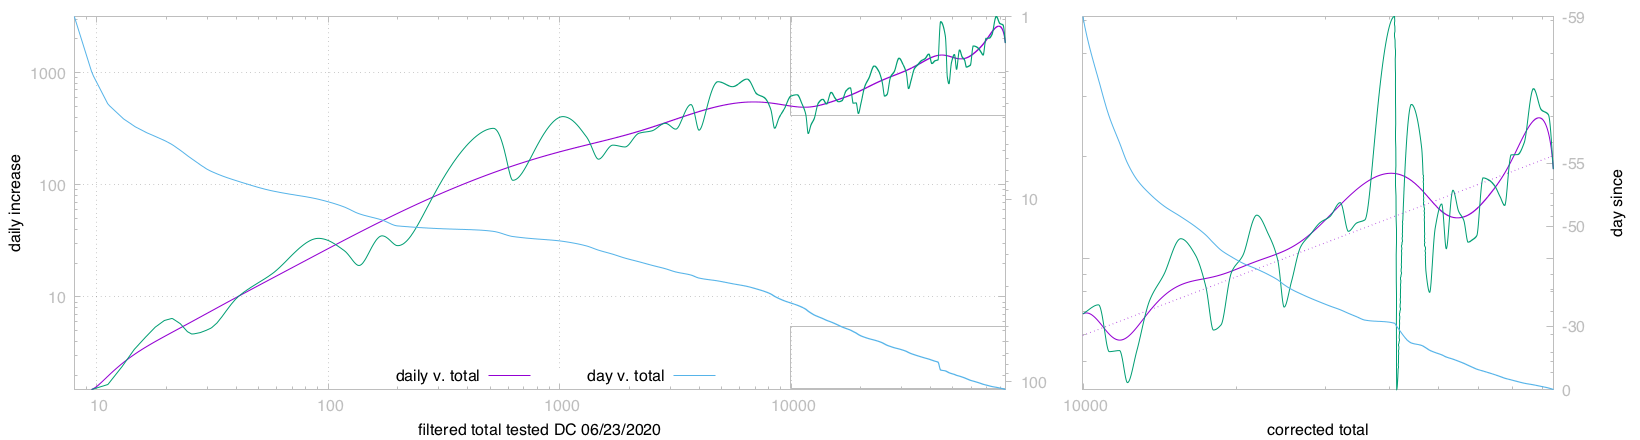 daily increase
1000
100
10
10
100
1000
10000
1
10
100
daily v. total
day v. total
filtered total tested DC 06/23/2020
10000
-59
-55
-50
-30
0
day since
corrected total